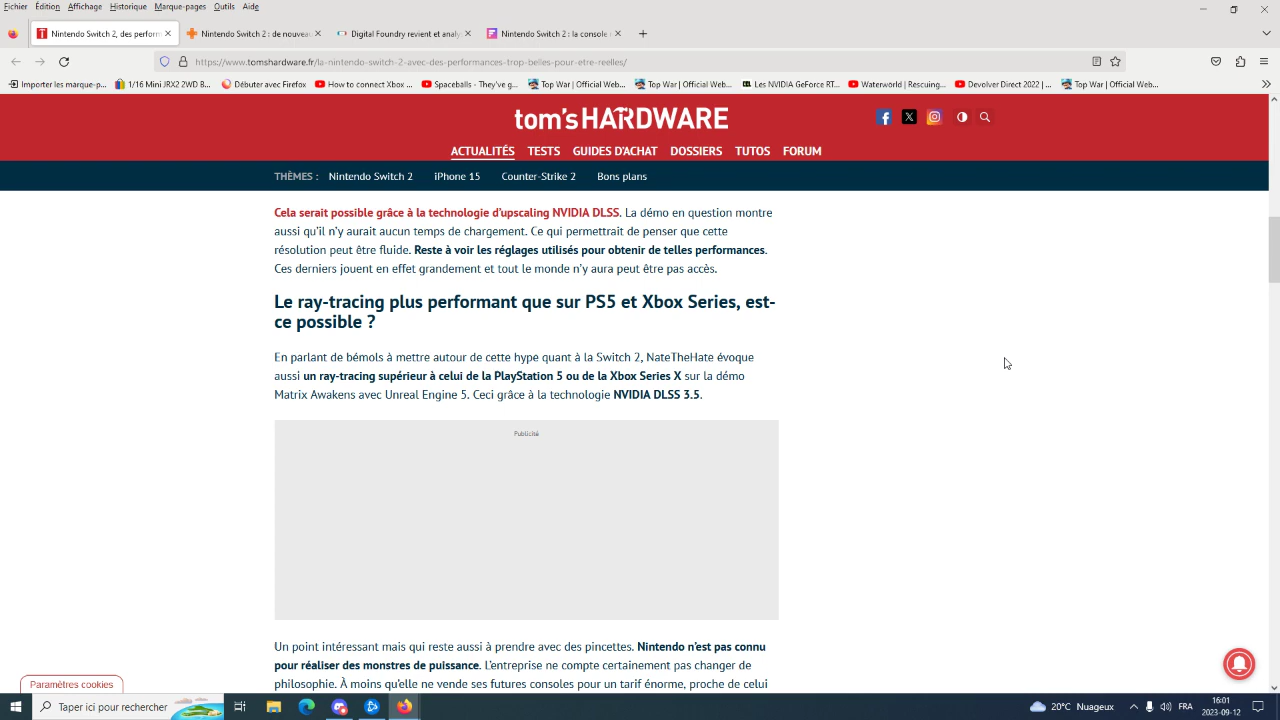 Fichier Édition Affichage Historique Marque-pages Outils Aide
Nintendo Switch 2, des perform
Nintendo Switch 2 : de nouveau
Digital Foundry revient et analy
Nintendo Switch 2 : la console
https://www.tomshardware.fr/la-nintendo-switch-2-avec-des-performances-trop-belles-pour-etre-reelles/
Importer les marque-p...
1/16 Mini JRX2 2WD B...
Débuter avec Firefox
How to connect Xbox ...
Spaceballs - They've g...
Top War | Official Web...
Top War | Official Web...
Les NVIDIA GeForce RT...
Waterworld | Rescuing...
Devolver Direct 2022 | ...
Top War | Official Web...
tom's HARDWARE
ACTUALITÉS TESTS GUIDES D'ACHAT DOSSIERS TUTOS FORUM
THÈMES : Nintendo Switch 2 iPhone 15 Counter-Strike 2 Bons plans
Cela serait possible grâce à la technologie d'upscaling NVIDIA DLSS. La démo en question montre
aussi qu'il n'y aurait aucun temps de chargement. Ce qui permettrait de penser que cette
résolution peut être fluide. Reste à voir les réglages utilisés pour obtenir de telles performances.
Ces derniers jouent en effet grandement et tout le monde n'y aura peut être pas accès.
Le ray-tracing plus performant que sur PS5 et Xbox Series, est-
ce possible ?
En parlant de bémols à mettre autour de cette hype quant à la Switch 2, NateTheHate évoque
aussi un ray-tracing supérieur à celui de la PlayStation 5 ou de la Xbox Series X sur la démo
Matrix Awakens avec Unreal Engine 5. Ceci grâce à la technologie NVIDIA DLSS 3.5.
Publicité
Un point intéressant mais qui reste aussi à prendre avec des pincettes. Nintendo n'est pas connu
pour réaliser des monstres de puissance. L'entreprise ne compte certainement pas changer de
philosophie. À moins qu'elle ne vende ses futures consoles pour un tarif énorme, proche de celui
Paramètres cookies
Taper ici pour rechercher
20°C Nuageux
FRA
16:01
2023-09-12